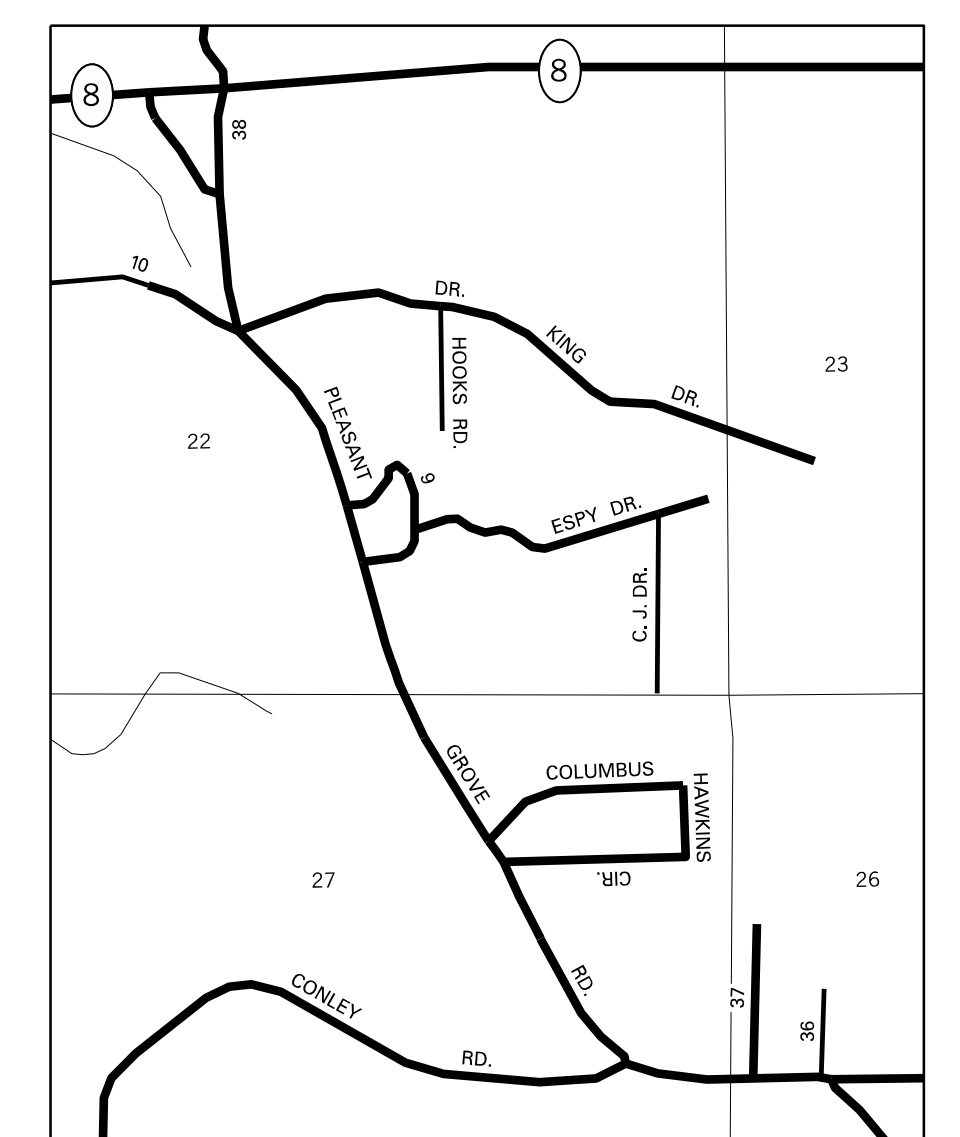 8
8
38
10
DR.
KING
DR.
HOOKS RD.
23
PLEASANT
22
9
ESPY DR.
C. J. DR.
GROVE
COLUMBUS
HAWKINS
CIR.
27
26
RD.
CONLEY
RD.
37
36